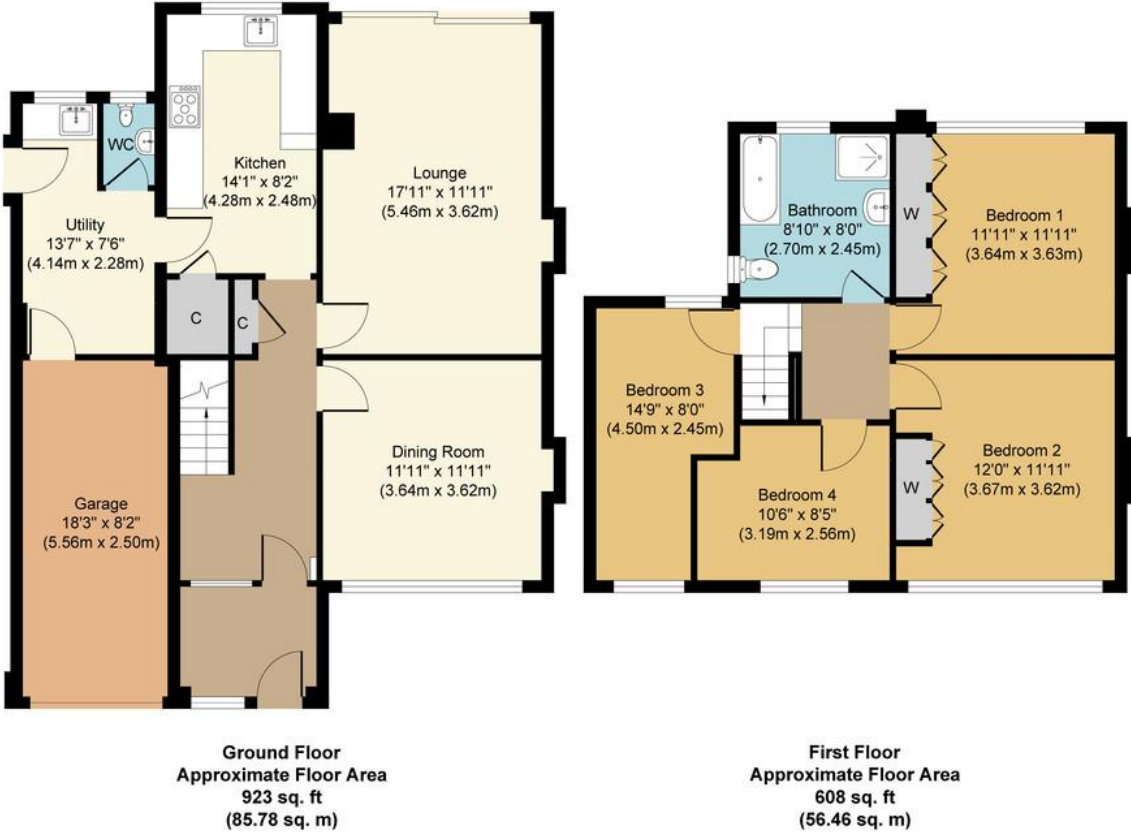 WC
Kitchen
14'1" x 8'2"
(4.28m x 2.48m)
Lounge
17'11" x 11'11"
(5.46m x 3.62m)
Utility
13'7" x 7'6"
(4.14m x 2.28m)
C
C
Dining Room
11'11" x 11'11"
(3.64m x 3.62m)
Garage
18'3" x 8'2"
(5.56m x 2.50m)
Ground Floor
Approximate Floor Area
923 sq. ft
(85.78 sq. m)
Bathroom
8'10" x 8'0"
(2.70m x 2.45m)
W
Bedroom 1
11'11" x 11'11"
(3.64m x 3.63m)
Bedroom 3
14'9" x 8'0"
(4.50m x 2.45m)
Bedroom 2
12'0" x 11'11"
(3.67m x 3.62m)
W
Bedroom 4
10'6" x 8'5"
(3.19m x 2.56m)
First Floor
Approximate Floor Area
608 sq. ft
(56.46 sq. m)